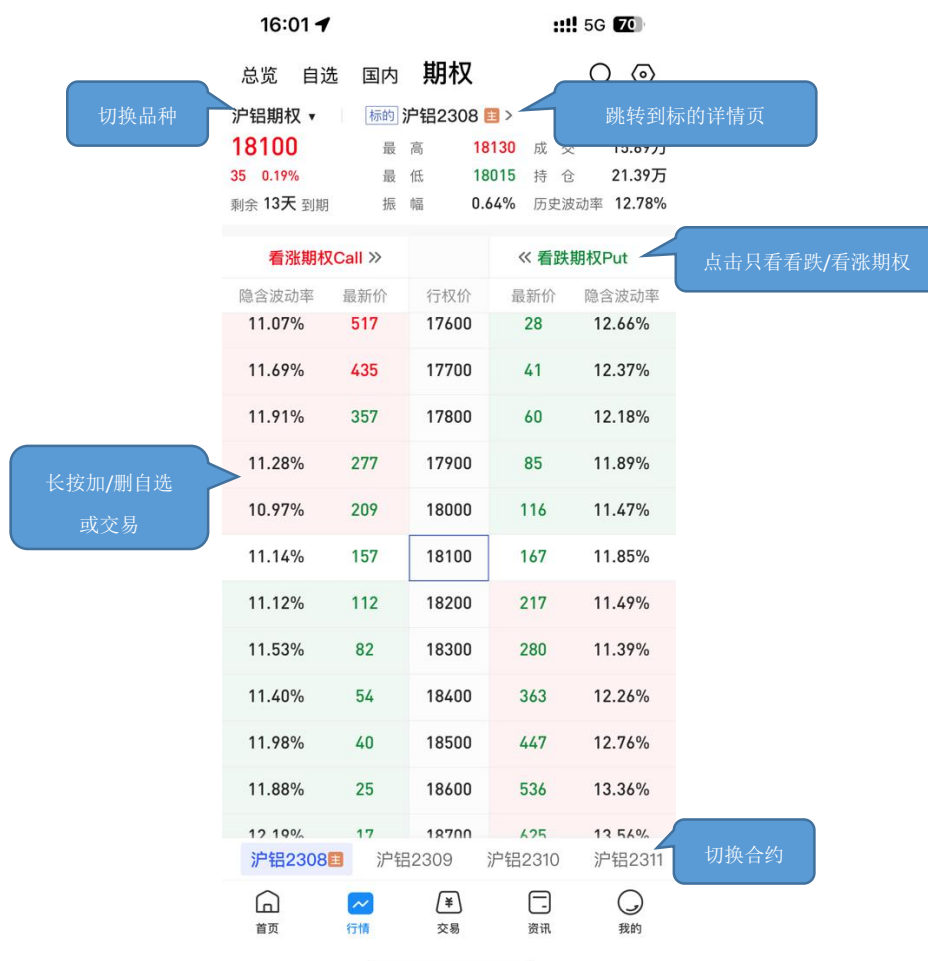 16:01
5G 70
总览 自选 国内 期权
切换品种
跳转到标的详情页
沪铝期权 标的 沪铝2308 主
18100 最高 18130 成交
35 0.19% 最低 18015 持仓 21.39万
剩余 13天 到期 振幅 0.64% 历史波动率 12.78%
看涨期权Call 看跌期权Put
点击只看看跌/看涨期权
隐含波动率 最新价 行权价 最新价 隐含波动率
11.07% 517 17600 28 12.66%
11.69% 435 17700 41 12.37%
11.91% 357 17800 60 12.18%
11.28% 277 17900 85 11.89%
长按加/删自选
或交易
10.97% 209 18000 116 11.47%
11.14% 157 18100 167 11.85%
11.12% 112 18200 217 11.49%
11.53% 82 18300 280 11.39%
11.40% 54 18400 363 12.26%
11.98% 40 18500 447 12.76%
11.88% 25 18600 536 13.36%
12.19% 17 18700 625 13.56%
切换合约
沪铝2308 主 沪铝2309 沪铝2310 沪铝2311
首页 行情 交易 资讯 我的